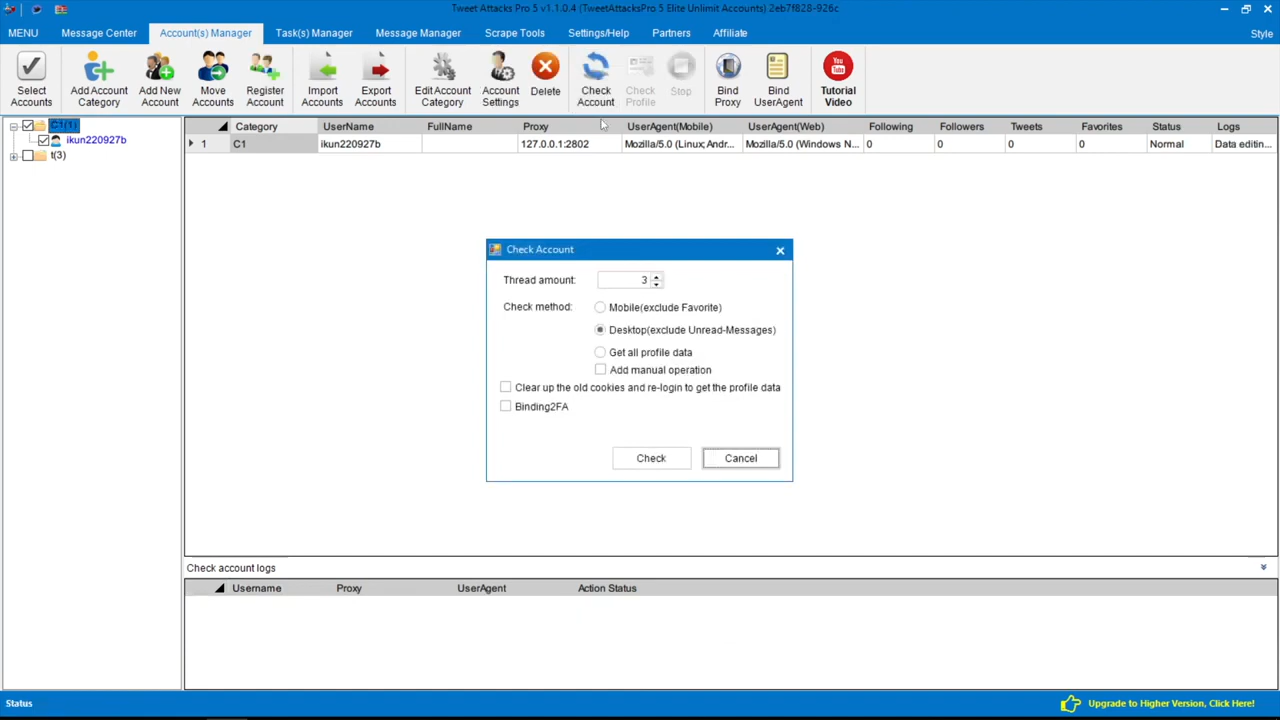 Tweet Attacks Pro 5 v1.1.0.4 (TweetAttacksPro 5 Elite Unlimit Accounts) 2eb7f828-926c
MENU Message Center Account(s) Manager Task(s) Manager Message Manager Scrape Tools Settings/Help Partners Affiliate Style
Select Accounts
Add Account Category
Add New Account
Move Accounts
Register Account
Import Accounts
Export Accounts
Edit Account Category
Account Settings
Delete
Check Account
Check Profile
Stop
Bind Proxy
Bind UserAgent
You Tube
Tutorial Video
C1(1)
ikun220927b
t(3)
Category UserName FullName Proxy UserAgent(Mobile) UserAgent(Web) Following Followers Tweets Favorites Status Logs
1 C1 ikun220927b 127.0.0.1:2802 Mozilla/5.0 (Linux; Andr... Mozilla/5.0 (Windows N... 0 0 0 0 Normal Data editin...
Check Account
Thread amount: 3
Check method: Mobile(exclude Favorite)
Desktop(exclude Unread-Messages)
Get all profile data
Add manual operation
Clear up the old cookies and re-login to get the profile data
Binding2FA
Check Cancel
Check account logs
Username Proxy UserAgent Action Status
Status Upgrade to Higher Version, Click Here!